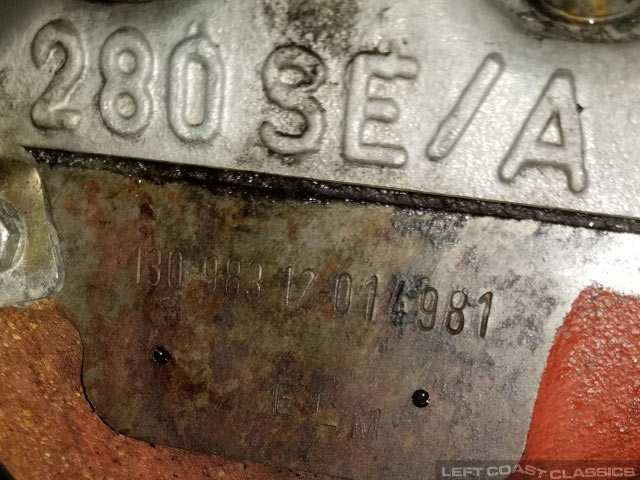 280 SE/A
130 983 12-014981
LEFT COAST CLASSICS